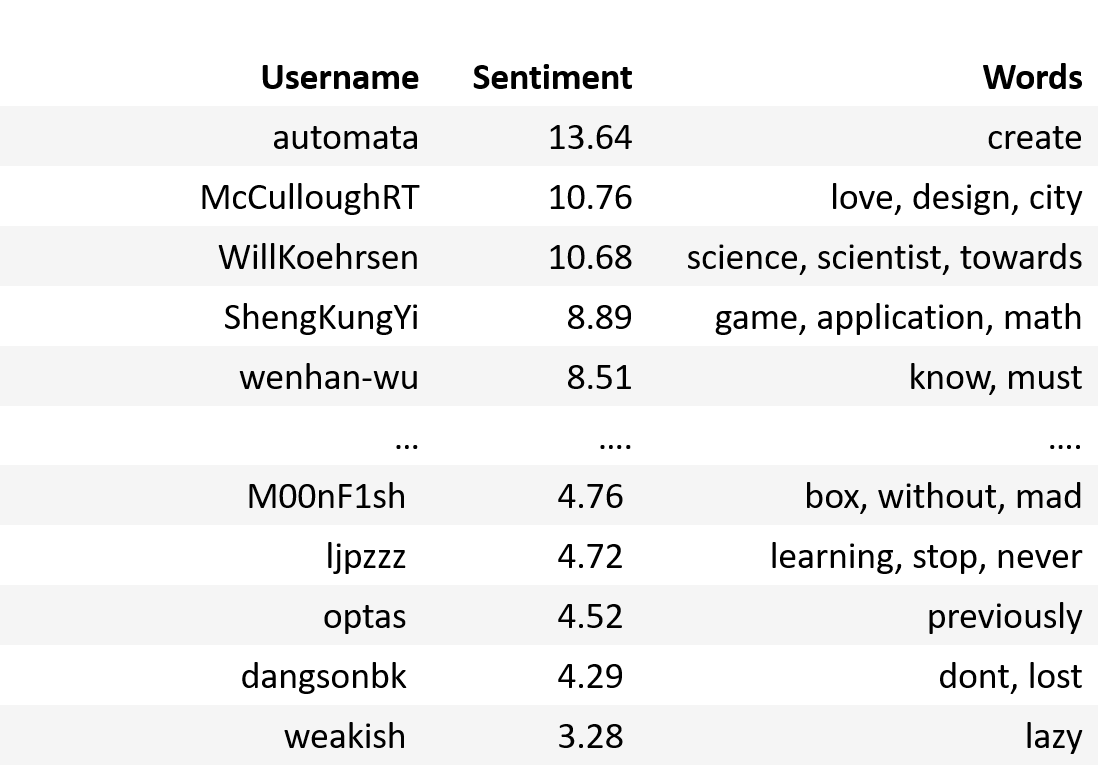 Username Sentiment Words
automata 13.64 create
McCulloughRT 10.76 love, design, city
WillKoehrsen 10.68 science, scientist, towards
ShengKungYi 8.89 game, application, math
wenhan-wu 8.51 know, must
... .... ....
M00nF1sh 4.76 box, without, mad
ljpzzz 4.72 learning, stop, never
optas 4.52 previously
dangsonbk 4.29 dont, lost
weakish 3.28 lazy